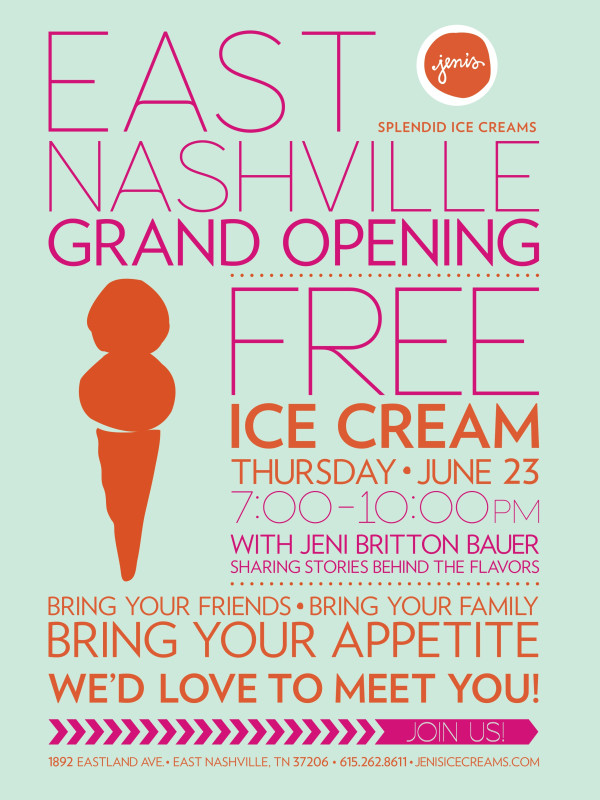 EAST
jenis
SPLENDID ICE CREAMS
NASHVILLE
GRAND OPENING
FREE
ICE CREAM
THURSDAY • JUNE 23
7:00-10:00PM
WITH JENI BRITTON BAUER
SHARING STORIES BEHIND THE FLAVORS
BRING YOUR FRIENDS • BRING YOUR FAMILY
BRING YOUR APPETITE
WE'D LOVE TO MEET YOU!
JOIN US!
1892 EASTLAND AVE. • EAST NASHVILLE, TN 37206 • 615.262.8611 • JENISICECREAMS.COM